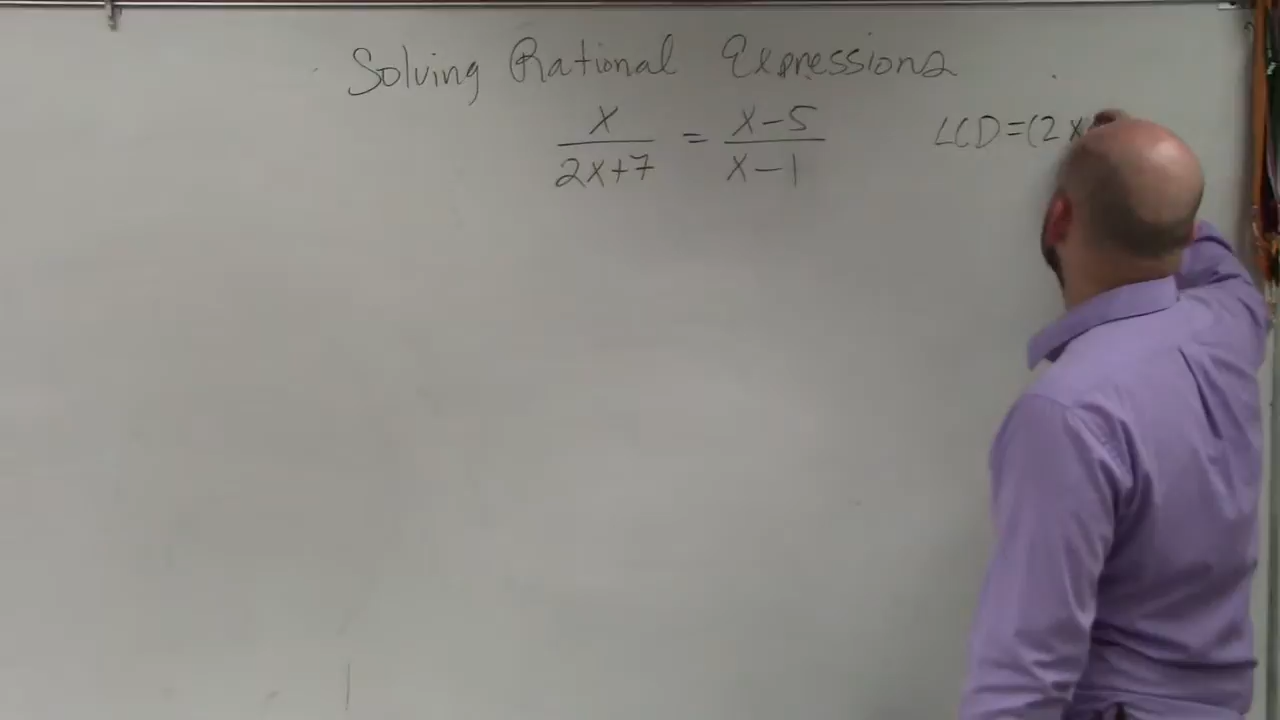 Solving Rational Expressions
x/(2x+7) = (x-5)/(x-1)
LCD=(2x